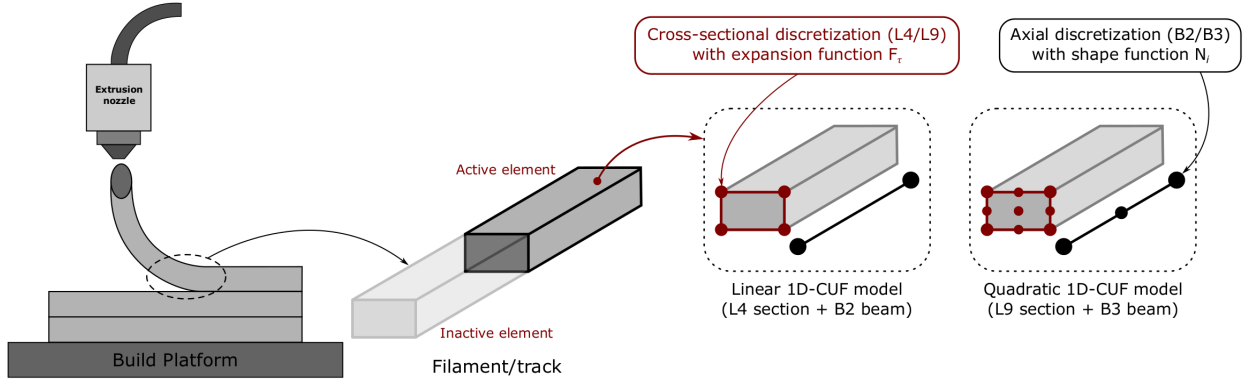 Extrusion
nozzle
Build Platform
Active element
Inactive element
Filament/track
Cross-sectional discretization (L4/L9)
with expansion function Fτ
Linear 1D-CUF model
(L4 section + B2 beam)
Axial discretization (B2/B3)
with shape function Ni
Quadratic 1D-CUF model
(L9 section + B3 beam)